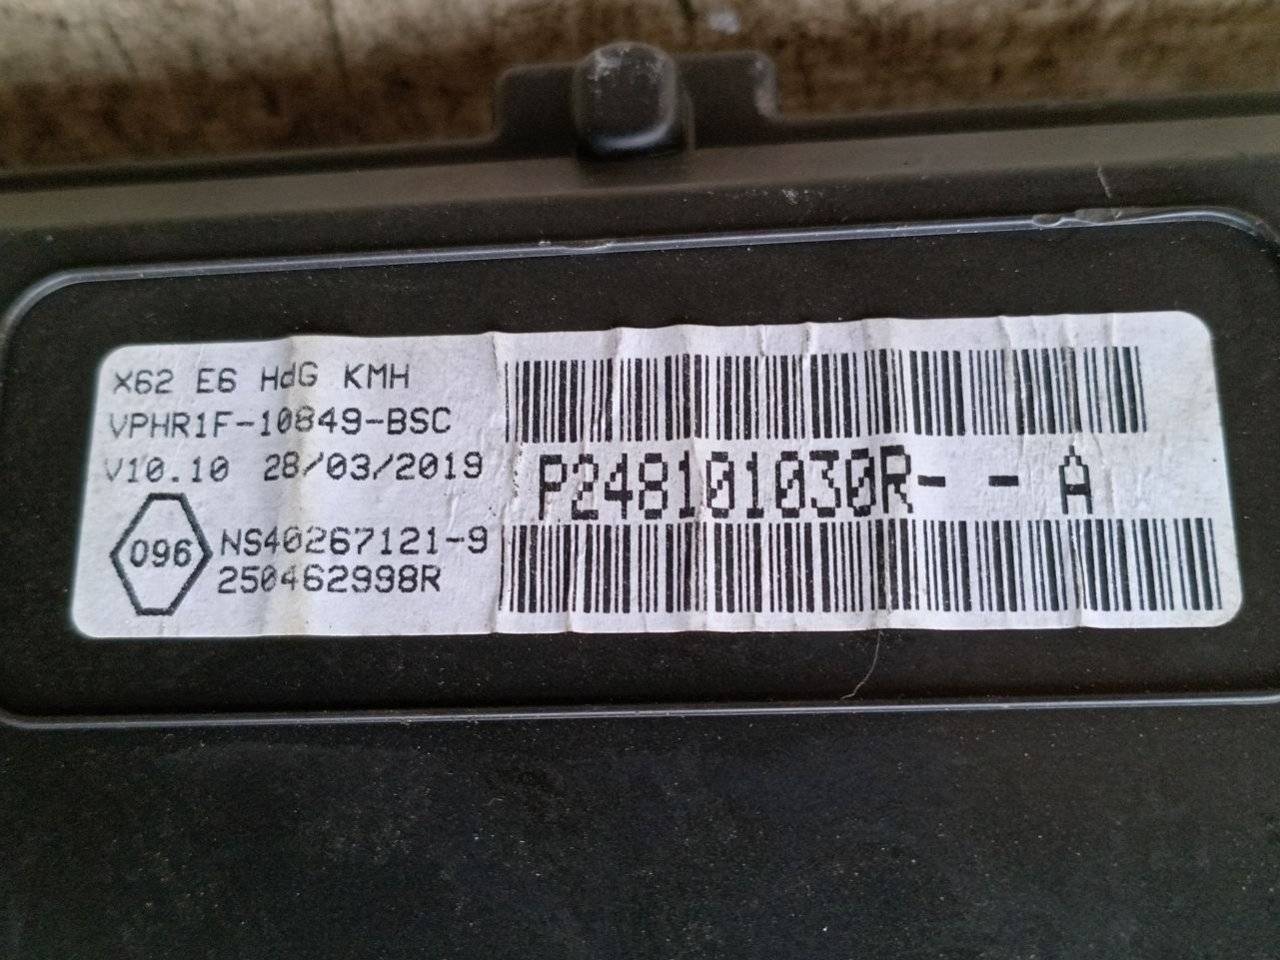 X62 E6 HdG KMH
VPHR1F-10849-BSC
V10.10 28/03/2019
096
NS40267121-9
250462998R
P248101030R- - A